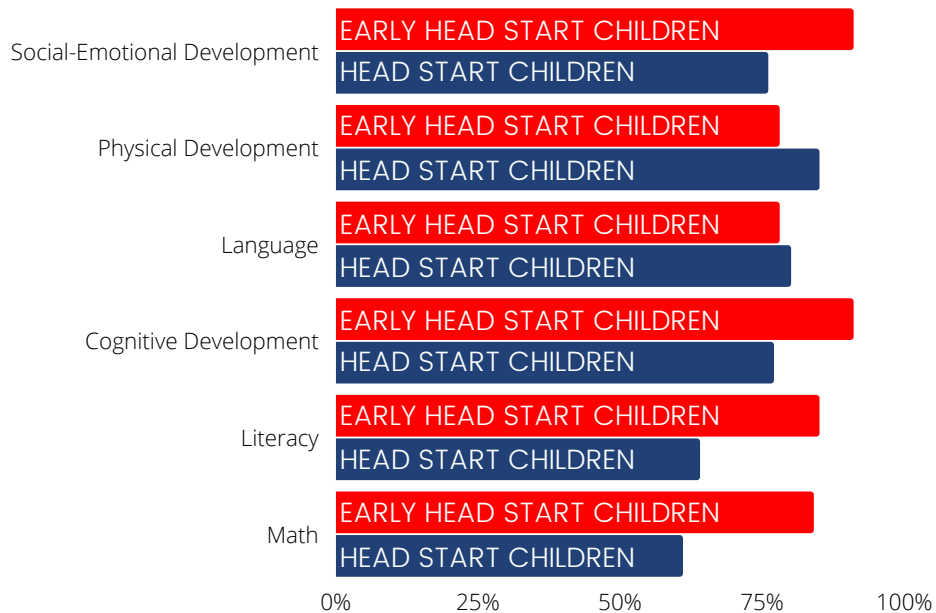 EARLY HEAD START CHILDREN
Social-Emotional Development
HEAD START CHILDREN
EARLY HEAD START CHILDREN
Physical Development
HEAD START CHILDREN
EARLY HEAD START CHILDREN
Language
HEAD START CHILDREN
EARLY HEAD START CHILDREN
Cognitive Development
HEAD START CHILDREN
EARLY HEAD START CHILDREN
Literacy
HEAD START CHILDREN
EARLY HEAD START CHILDREN
Math
HEAD START CHILDREN
0% 25% 50% 75% 100%